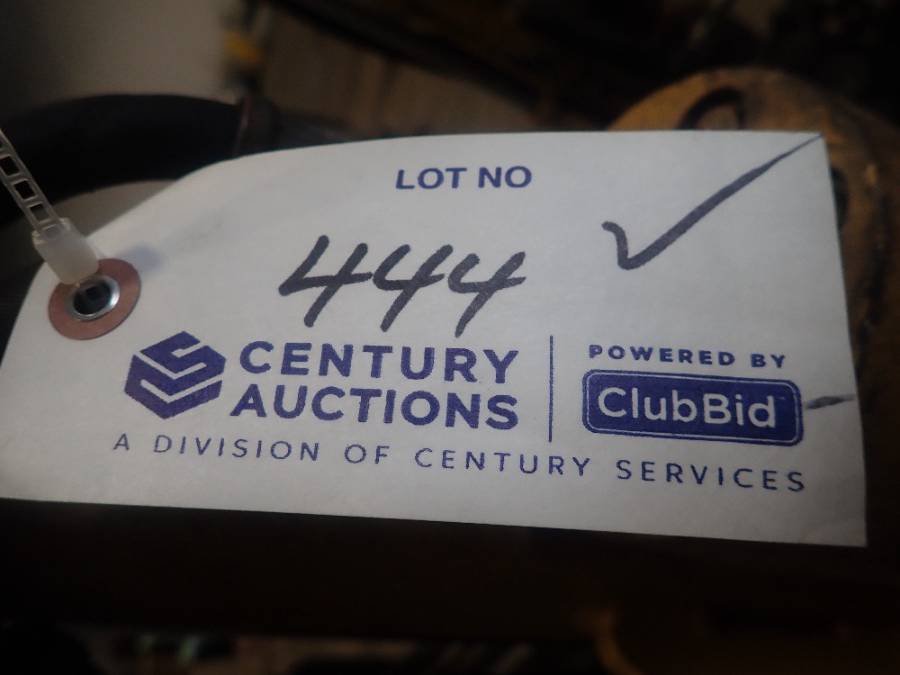 LOT NO
444 ✓
CENTURY
AUCTIONS
POWERED BY
ClubBid
A DIVISION OF CENTURY SERVICES